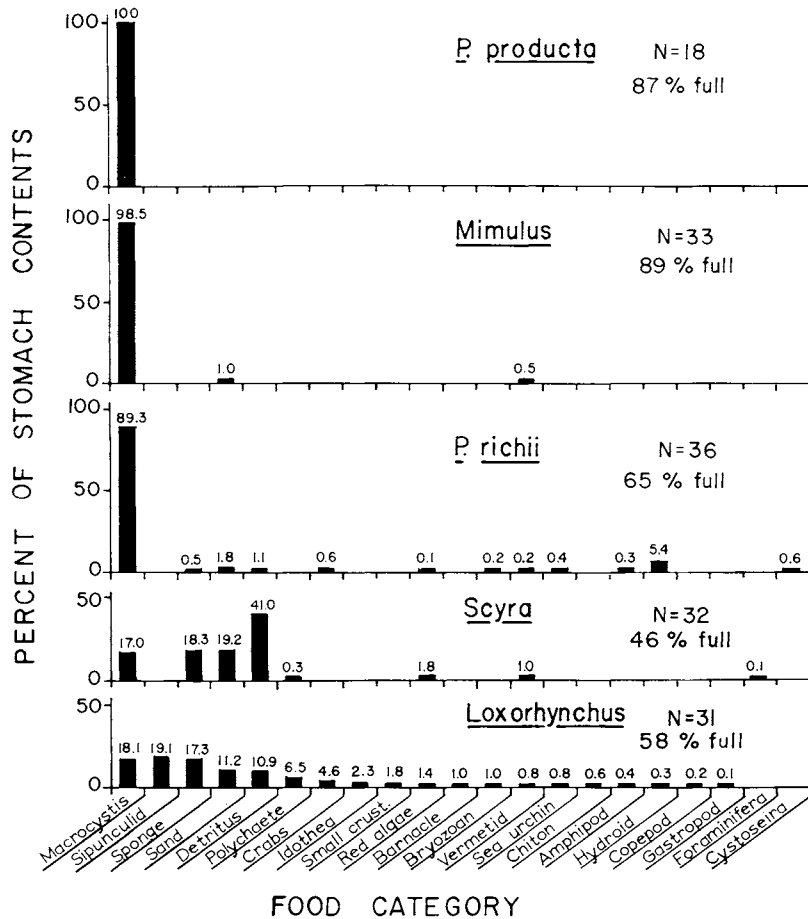 PERCENT OF STOMACH CONTENTS
P. producta N=18
87 % full
100
50
0
100
Mimulus N=33
89 % full
100
50
0
98.5
1.0
0.5
P. richii N=36
65 % full
100
50
0
89.3
0.5
1.8
1.1
0.6
0.1
0.2
0.2
0.4
0.3
5.4
0.6
Scyra N=32
46 % full
50
0
17.0
18.3
19.2
41.0
0.3
1.8
1.0
0.1
Loxorhynchus N=31
58 % full
50
0
18.1
19.1
17.3
11.2
10.9
6.5
4.6
2.3
1.8
1.4
1.0
1.0
0.8
0.8
0.6
0.4
0.3
0.2
0.1
Macrocystis
Sipunculid
Sponge
Sand
Detritus
Polychaete
Crabs
Idothea
Small crust.
Red algae
Barnacle
Bryozoan
Vermetid
Sea urchin
Chiton
Amphipod
Hydroid
Copepod
Gastropod
Foraminifera
Cystoseira
FOOD CATEGORY